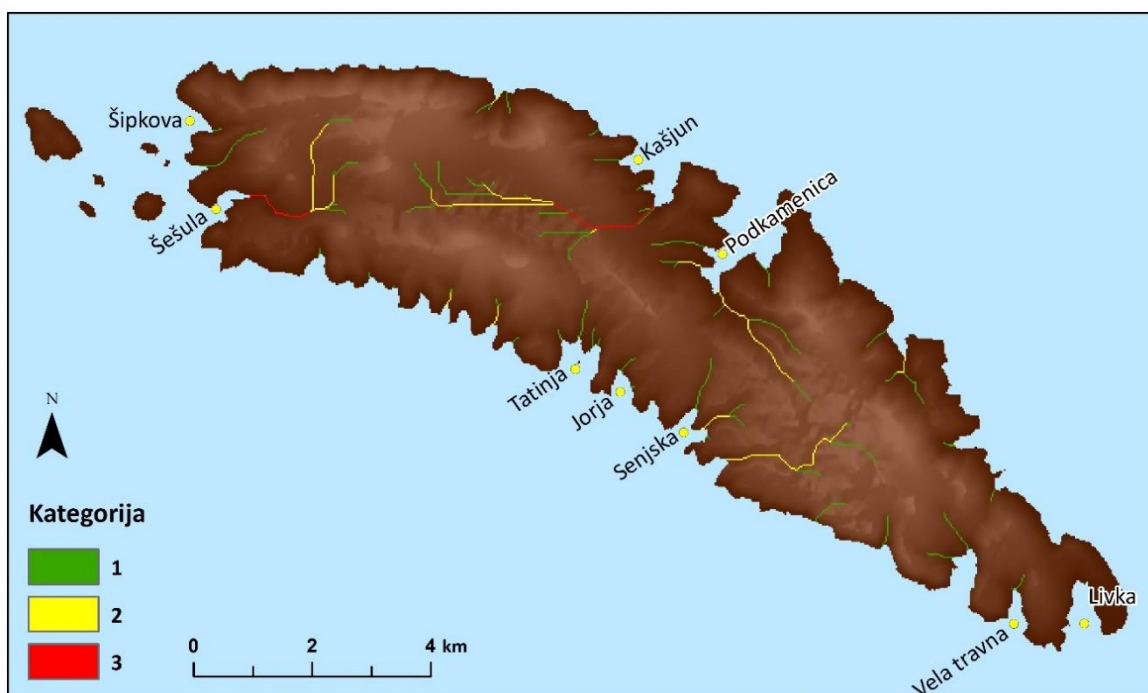 Šipkova
Kašjun
Šešula
Podkamenica
Tatinja
Jorja
Senjska
N
Kategorija
1
2
3
0 2 4 km
Livka
Vela travna